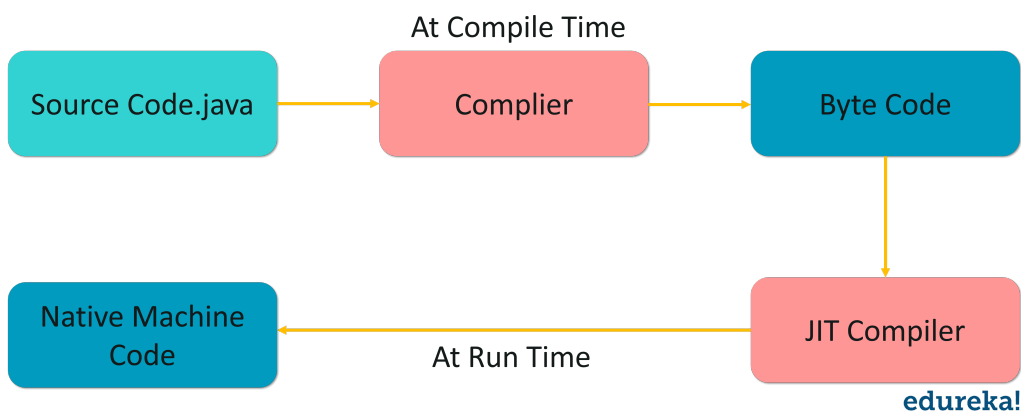 At Compile Time
Source Code.java
Complier
Byte Code
Native Machine
Code
At Run Time
JIT Compiler
edureka!